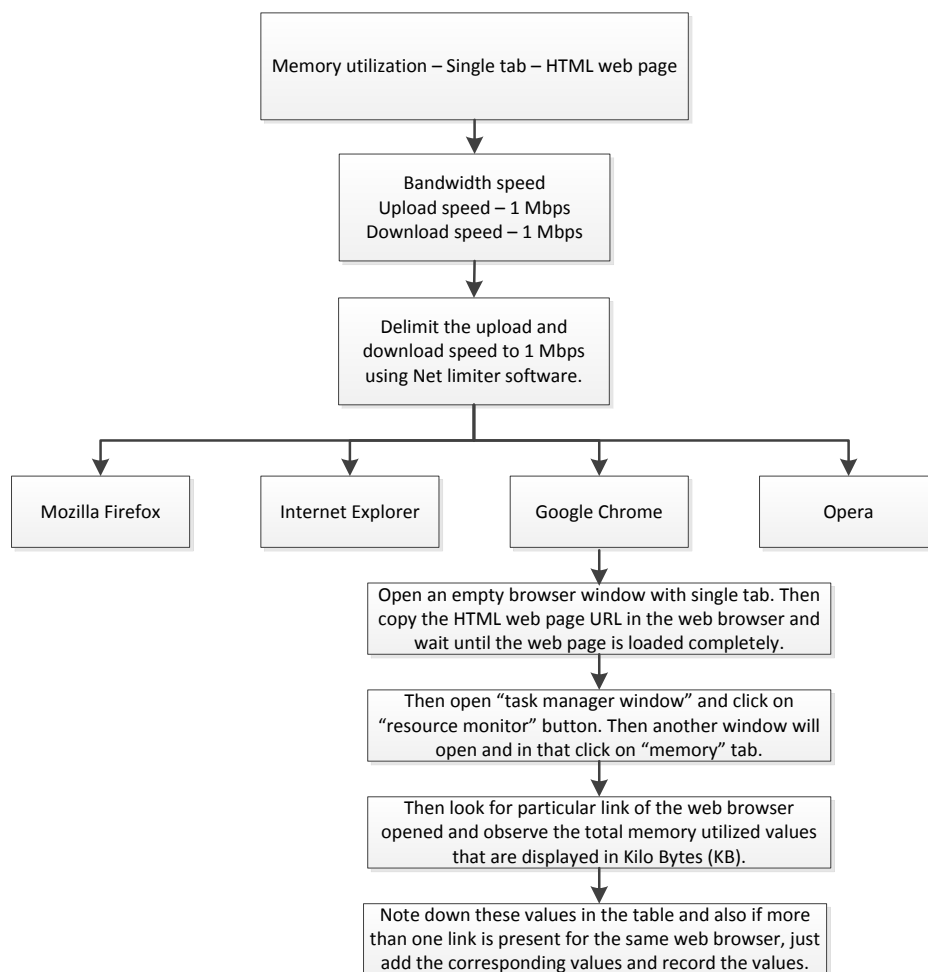 Memory utilization – Single tab – HTML web page
Bandwidth speed
Upload speed – 1 Mbps
Download speed – 1 Mbps
Delimit the upload and
download speed to 1 Mbps
using Net limiter software.
Mozilla Firefox
Internet Explorer
Google Chrome
Opera
Open an empty browser window with single tab. Then
copy the HTML web page URL in the web browser and
wait until the web page is loaded completely.
Then open “task manager window” and click on
“resource monitor” button. Then another window will
open and in that click on “memory” tab.
Then look for particular link of the web browser
opened and observe the total memory utilized values
that are displayed in Kilo Bytes (KB).
Note down these values in the table and also if more
than one link is present for the same web browser, just
add the corresponding values and record the values.